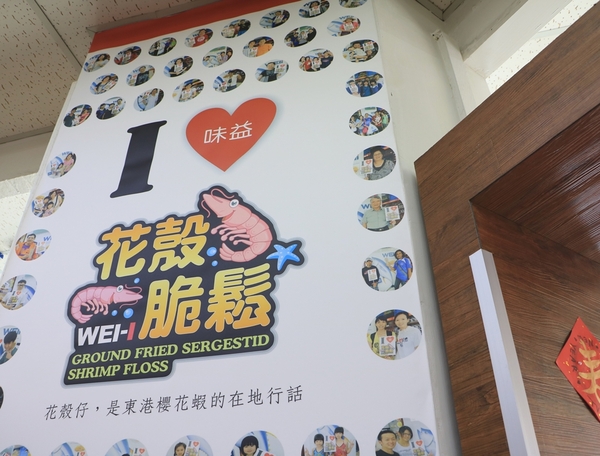 I 味益
花殼
WEI-I 脆鬆
GROUND FRIED SERGESTID
SHRIMP FLOSS
花殼仔，是東港櫻花蝦的在地行話